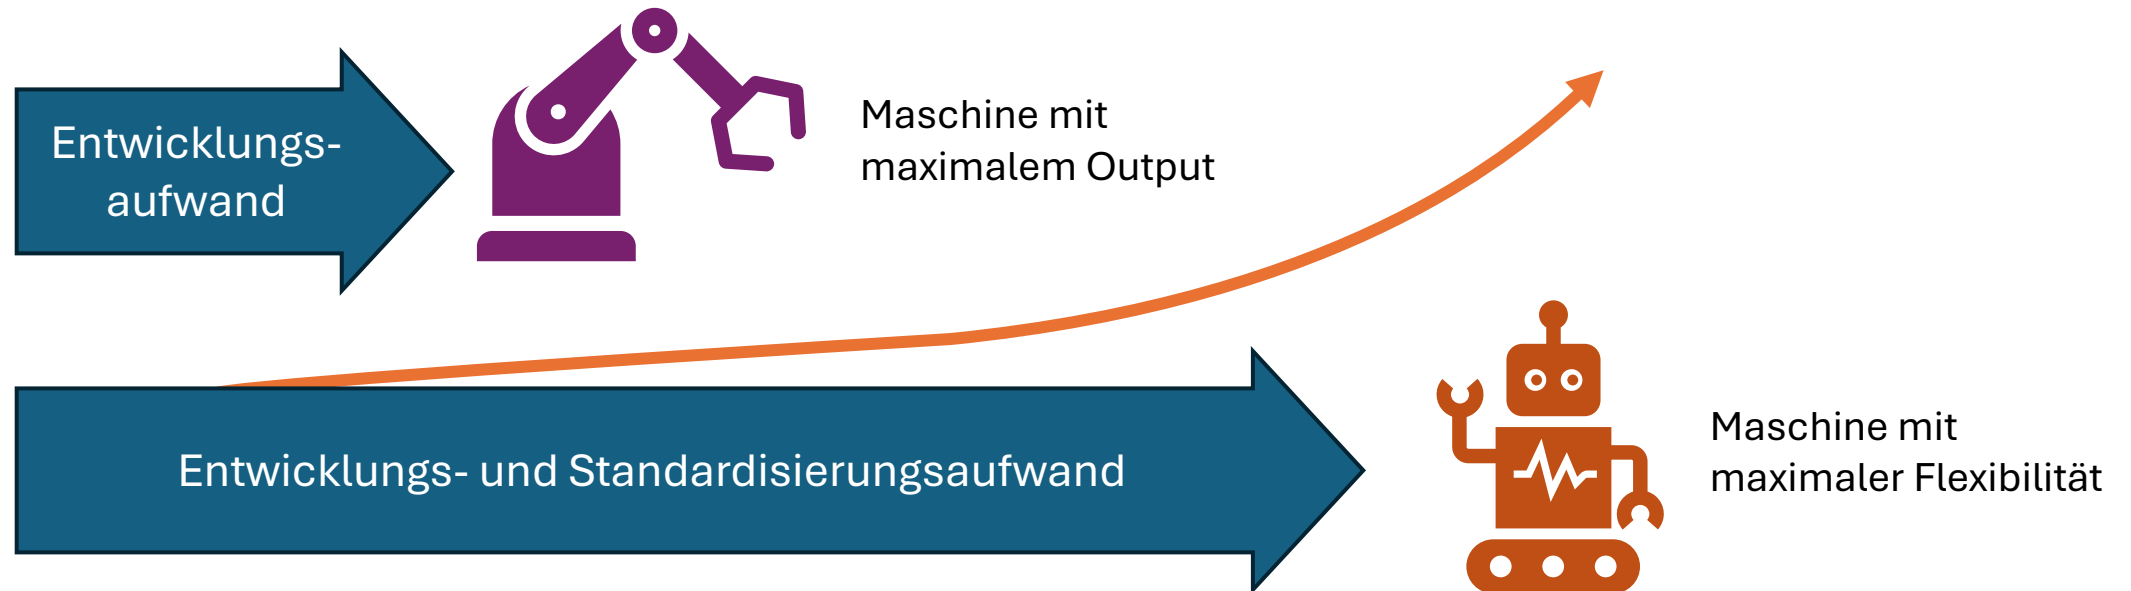 Entwicklungs-
aufwand
Maschine mit
maximalem Output
Entwicklungs- und Standardisierungsaufwand
Maschine mit
maximaler Flexibilität